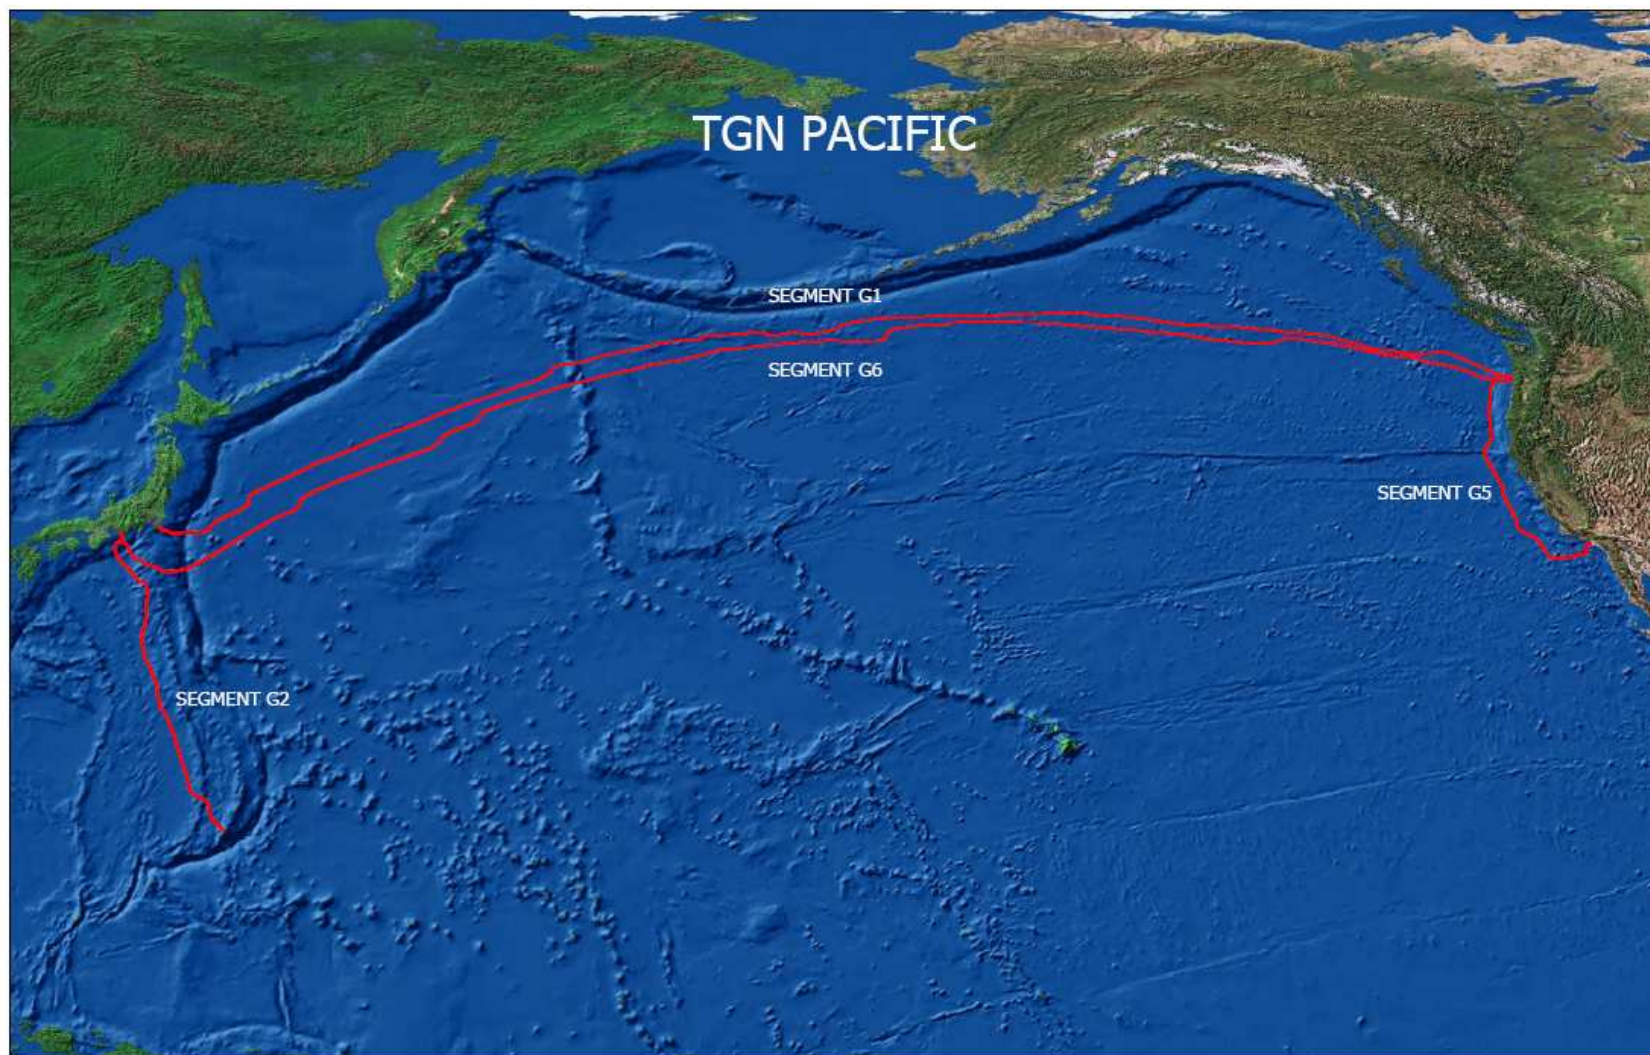 TGN PACIFIC
SEGMENT G1
SEGMENT G6
SEGMENT G5
SEGMENT G2